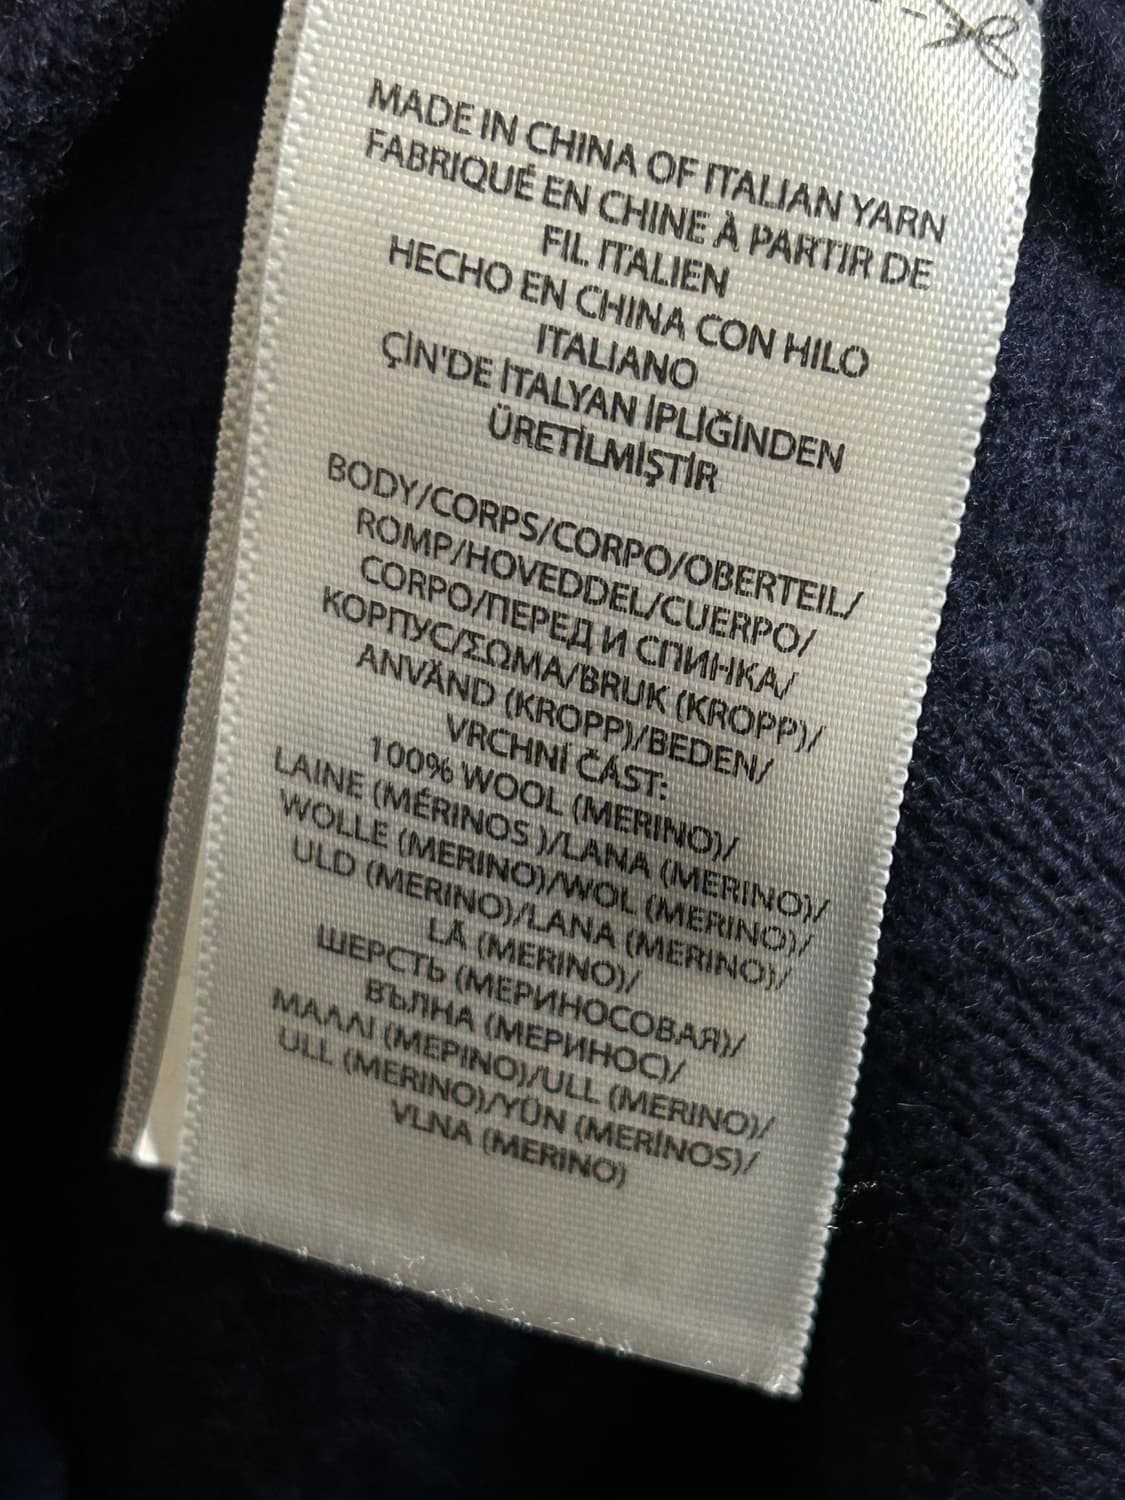 MADE IN CHINA OF ITALIAN YARN
FABRIQUÉ EN CHINE À PARTIR DE
FIL ITALIEN
HECHO EN CHINA CON HILO
ITALIANO
ÇİN'DE İTALYAN İPLİĞİNDEN
ÜRETİLMİŞTİR
BODY/CORPS/CORPO/OBERTEIL/
ROMP/HOVEDDEL/CUERPO/
CORPO/ПЕРЕД И СПИНКА/
КОРПУС/ΣΩΜΑ/BRUK (KROPP)/
ANVÄND (KROPP)/BEDEN/
VRCHNÍ ČÁST:
100% WOOL (MERINO)/
LAINE (MÉRINOS )/LANA (MERINO)/
WOLLE (MERINO)/WOL (MERINO)/
ULD (MERINO)/LANA (MERINO)/
LÃ (MERINO)/
ШЕРСТЬ (МЕРИНОСОВАЯ)/
ВЪЛНА (МЕРИНОС)/
ΜΑΛΛΙ (ΜΕΡΙΝΟ)/ULL (MERINO)/
ULL (MERINO)/YÜN (MERİNOS)/
VLNA (MERINO)